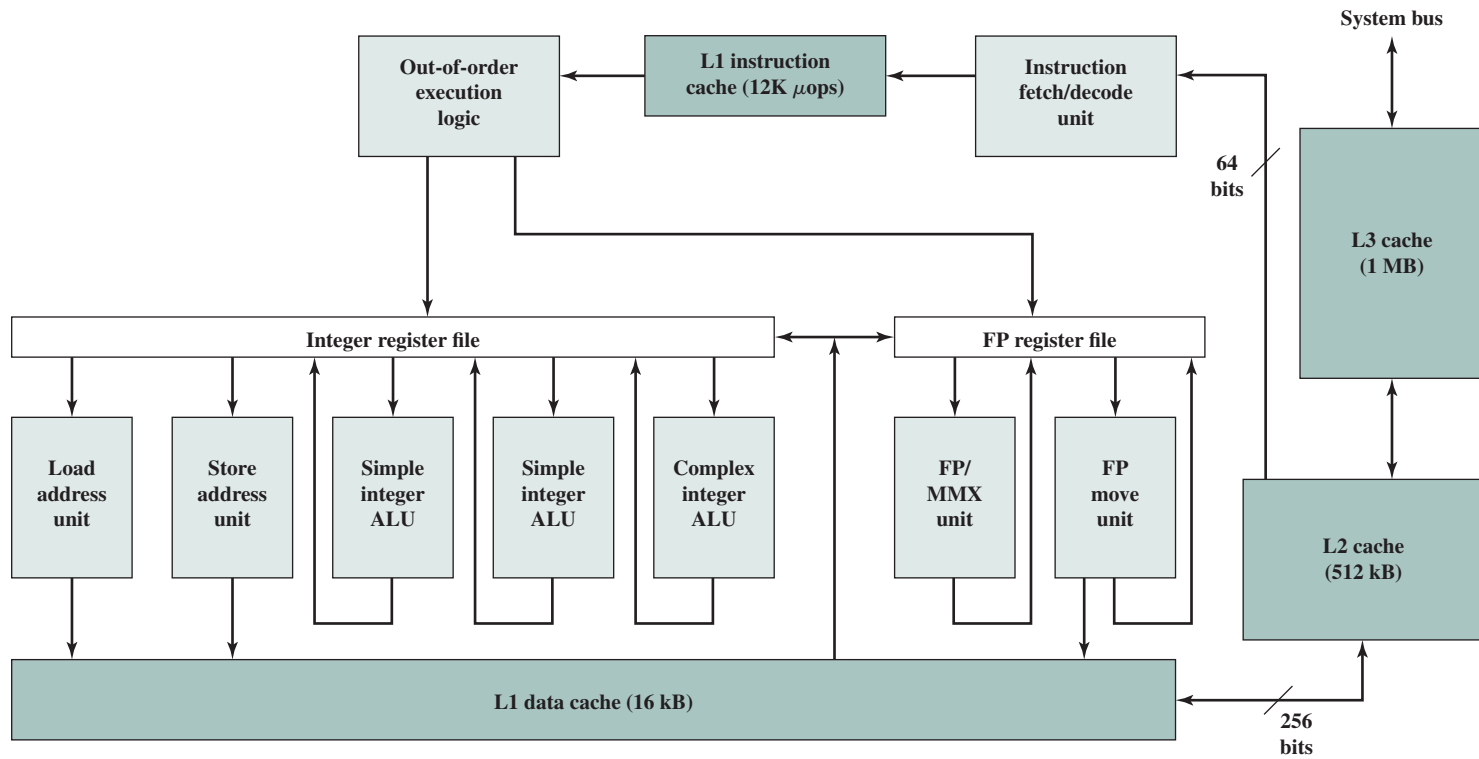 System bus
Out-of-order
execution
logic
L1 instruction
cache (12K μops)
Instruction
fetch/decode
unit
64
bits
L3 cache
(1 MB)
Integer register file
FP register file
Load
address
unit
Store
address
unit
Simple
integer
ALU
Simple
integer
ALU
Complex
integer
ALU
FP/
MMX
unit
FP
move
unit
L2 cache
(512 kB)
L1 data cache (16 kB)
256
bits